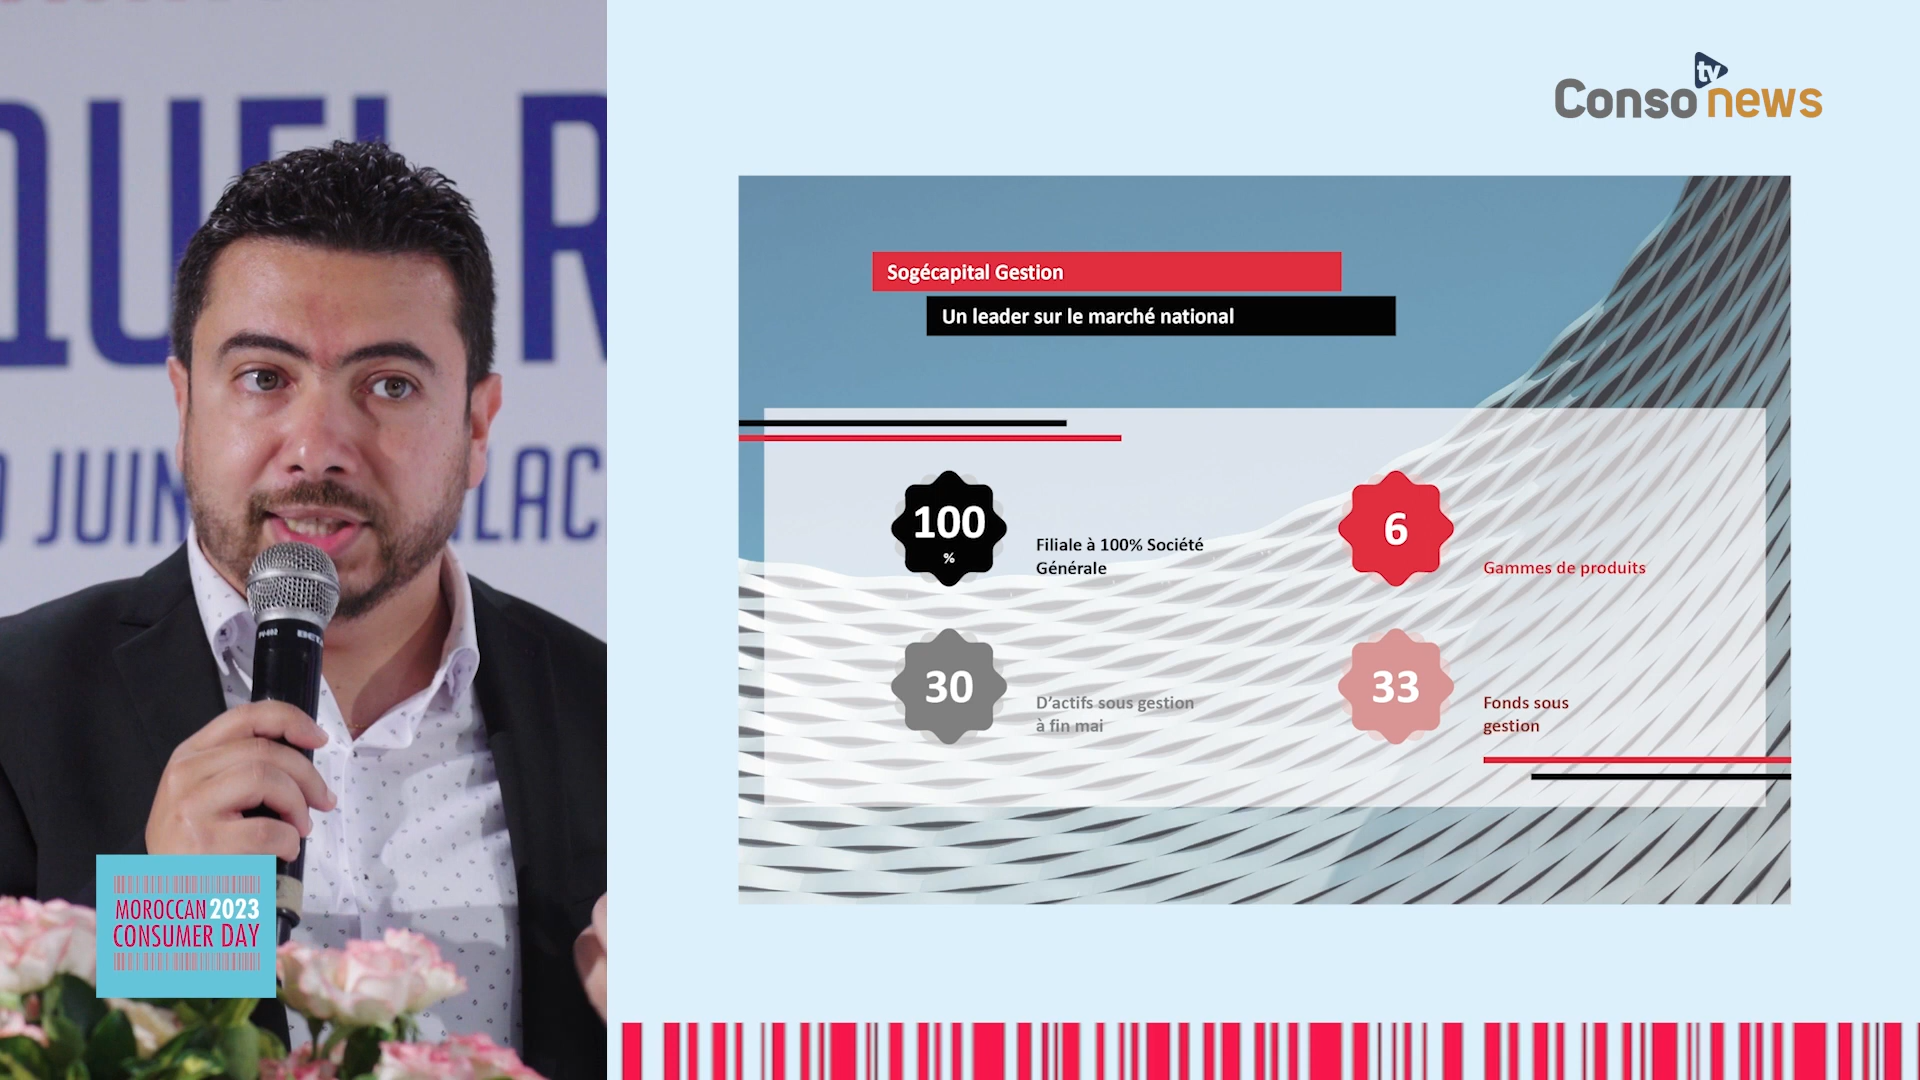 JUIN
MOROCCAN 2023
CONSUMER DAY
Conso news
tv
Sogécapital Gestion
Un leader sur le marché national
100
%
Filiale à 100% Société
Générale
6
Gammes de produits
30
D'actifs sous gestion
à fin mai
33
Fonds sous
gestion